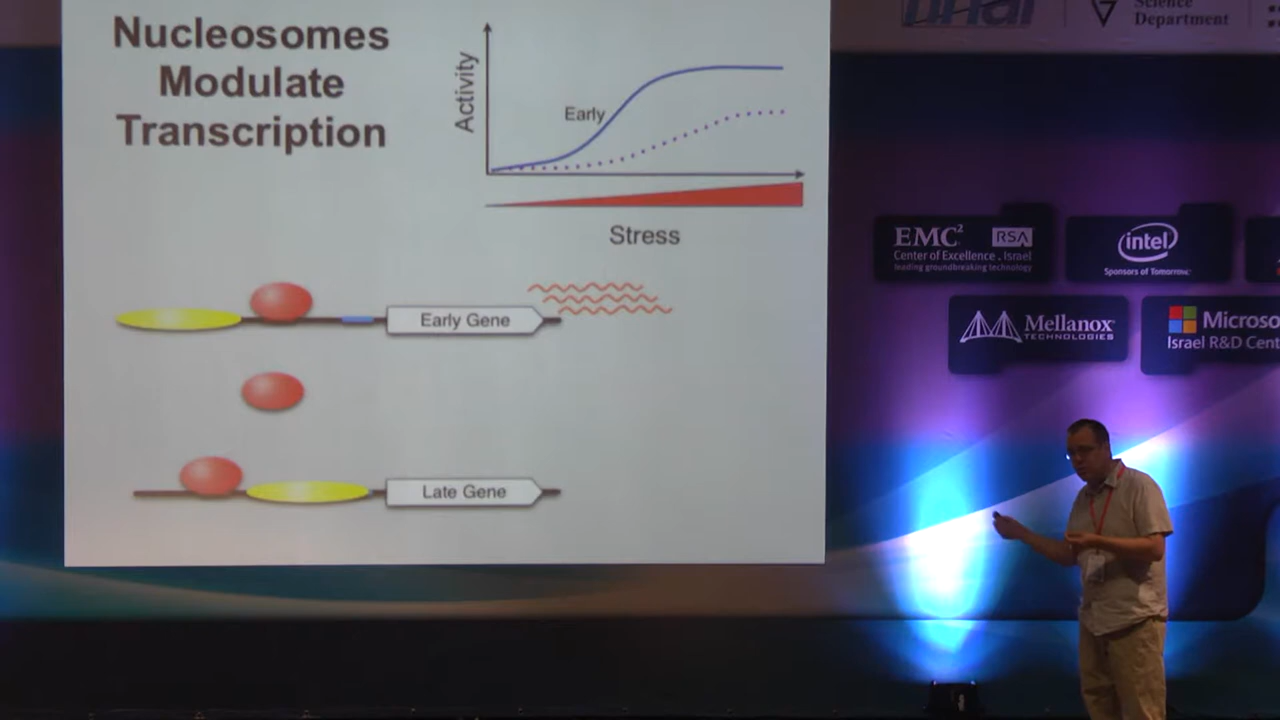 Nucleosomes
Modulate
Transcription
Activity
Early
Stress
Early Gene
Late Gene
Science
Department
EMC²
RSA
Center of Excellence . Israel
leading groundbreaking technology
intel
Sponsors of Tomorrow
Mellanox
TECHNOLOGIES
Microso
Israel R&D Cent